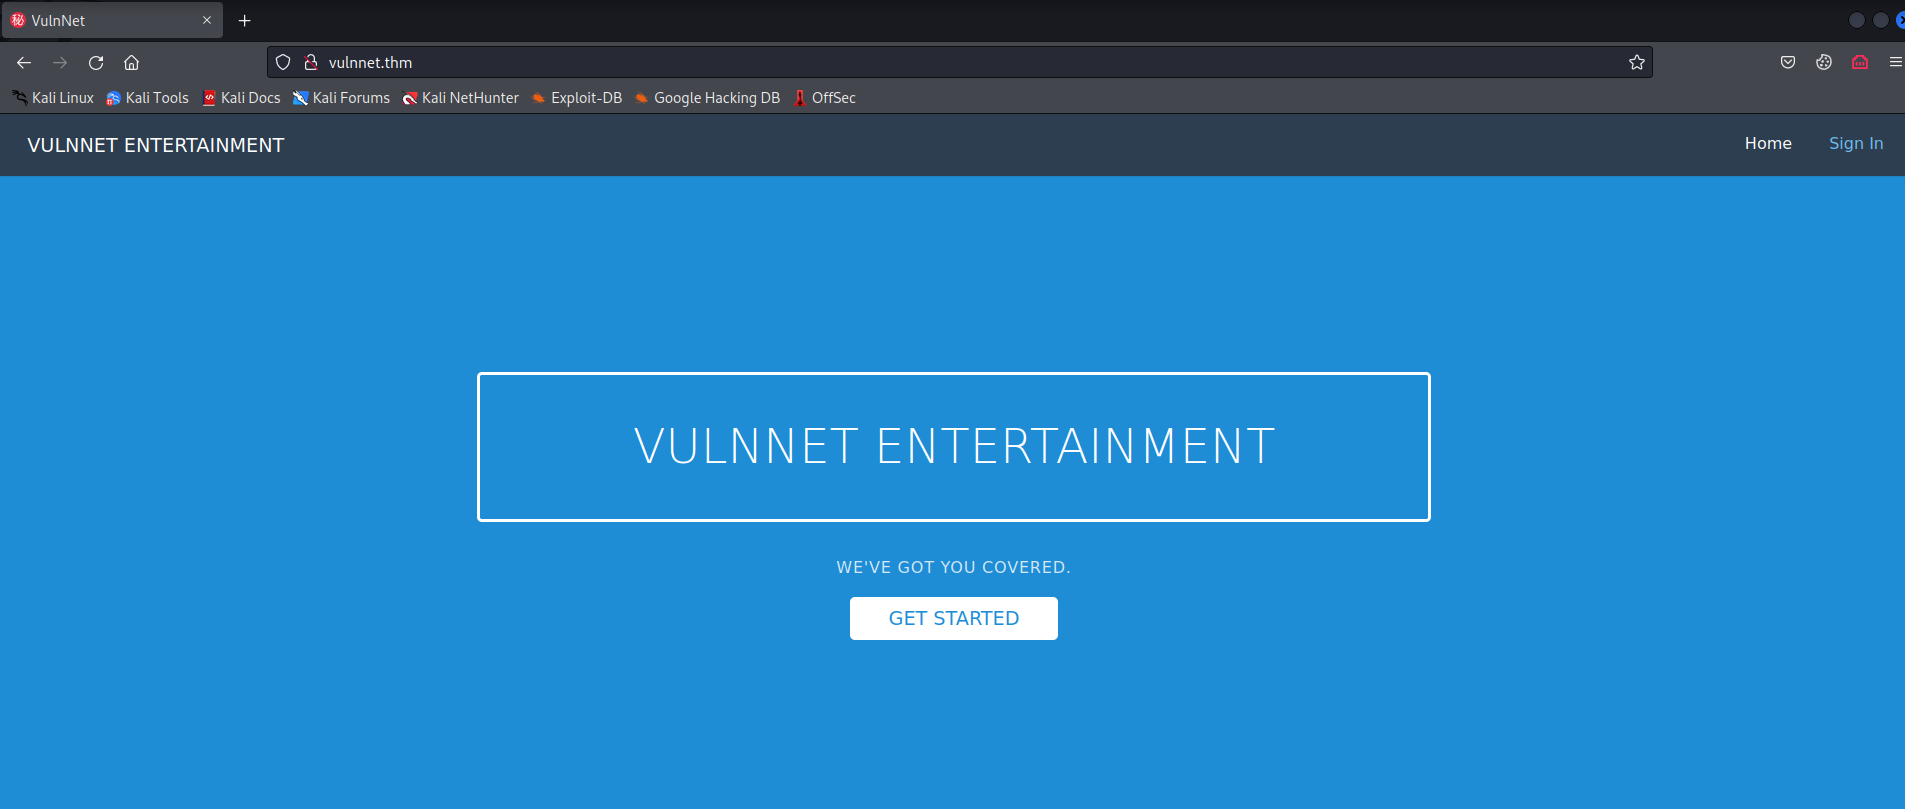 秘 VulnNet
vulnnet.thm
Kali Linux Kali Tools Kali Docs Kali Forums Kali NetHunter Exploit-DB Google Hacking DB OffSec
VULNNET ENTERTAINMENT Home Sign In
VULNNET ENTERTAINMENT
WE'VE GOT YOU COVERED.
GET STARTED